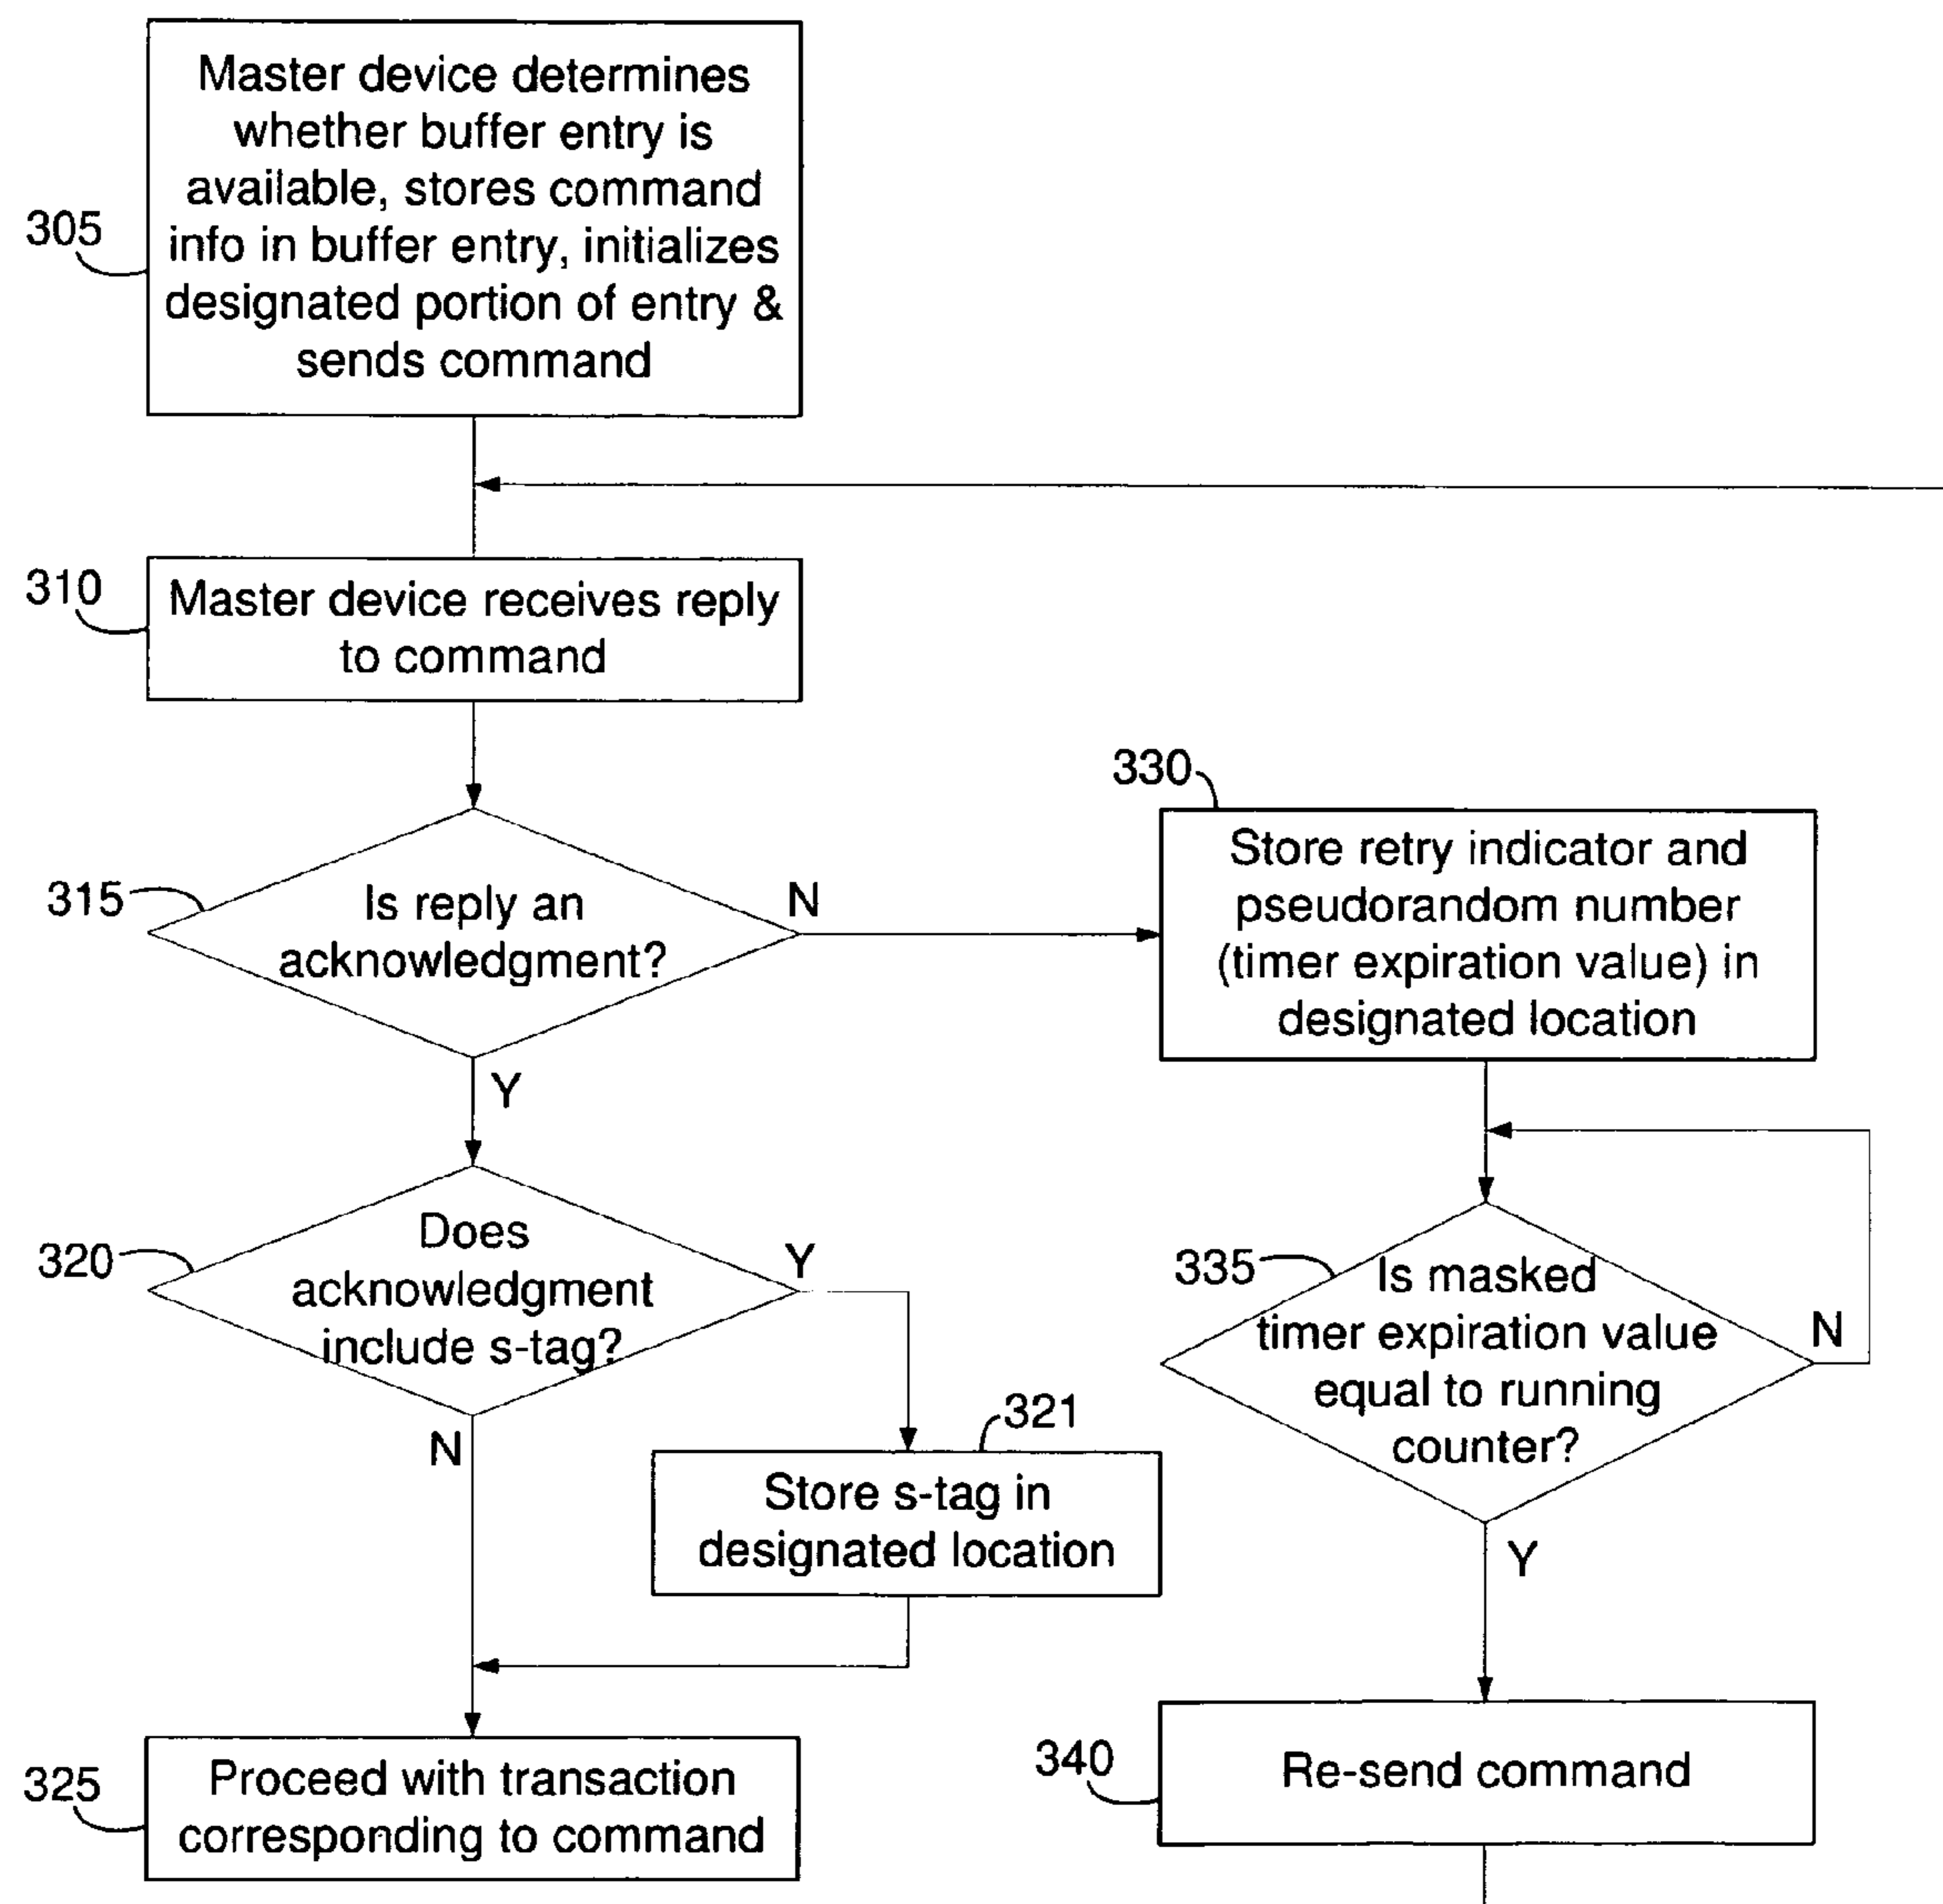 Master device determines
whether buffer entry is
available, stores command
info in buffer entry, initializes
designated portion of entry &
sends command
305
310
Master device receives reply
to command
315
Is reply an
acknowledgment?
N
Y
330
Store retry indicator and
pseudorandom number
(timer expiration value) in
designated location
320
Does
acknowledgment
include s-tag?
Y
N
321
Store s-tag in
designated location
335
Is masked
timer expiration value
equal to running
counter?
N
Y
325
Proceed with transaction
corresponding to command
340
Re-send command